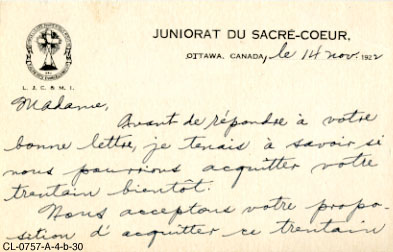 JUNIORAT DU SACRÉ-COEUR,
OTTAWA, CANADA, le 14 nov. 1922
L. J. C. & M. I.
Madame,
Avant de répondre à votre
bonne lettre, je tenais à savoir si
nous pourrions acquitter votre
trentain bientôt.
Nous acceptons votre propo-
sition d'acquitter ce trentain
CL-0757-A-4-b-30